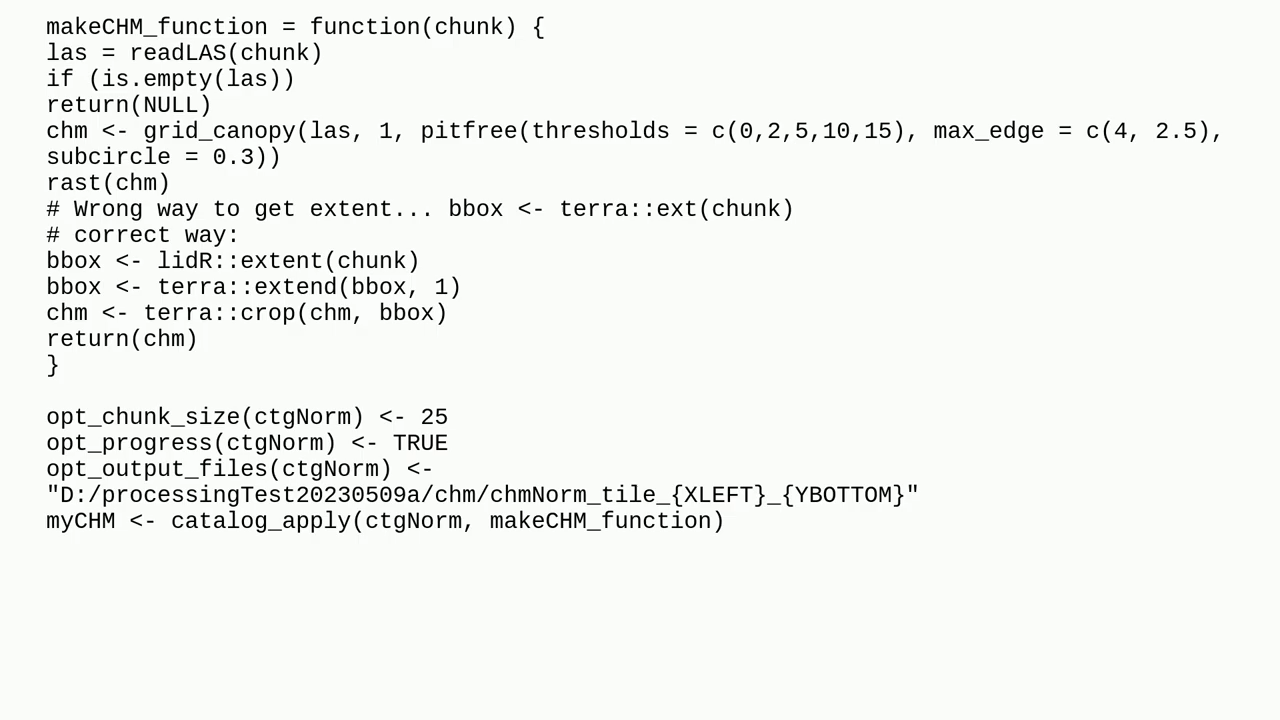 makeCHM_function = function(chunk) {
las = readLAS(chunk)
if (is.empty(las))
return(NULL)
chm <- grid_canopy(las, 1, pitfree(thresholds = c(0,2,5,10,15), max_edge = c(4, 2.5),
subcircle = 0.3))
rast(chm)
# Wrong way to get extent... bbox <- terra::ext(chunk)
# correct way:
bbox <- lidR::extent(chunk)
bbox <- terra::extend(bbox, 1)
chm <- terra::crop(chm, bbox)
return(chm)
}
opt_chunk_size(ctgNorm) <- 25
opt_progress(ctgNorm) <- TRUE
opt_output_files(ctgNorm) <-
"D:/processingTest20230509a/chm/chmNorm_tile_{XLEFT}_{YBOTTOM}"
myCHM <- catalog_apply(ctgNorm, makeCHM_function)